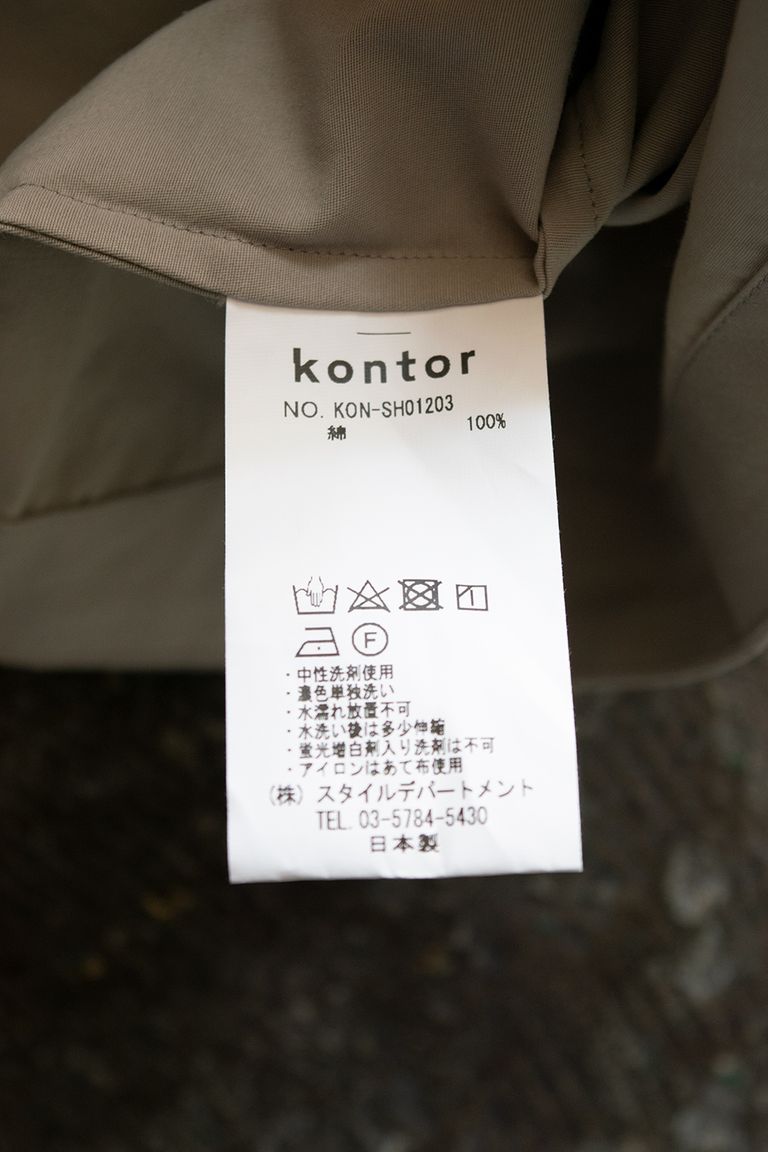 kontor
NO. KON-SH01203
綿 100%
F
・中性洗剤使用
・濃色単独洗い
・水濡れ放置不可
・水洗い後は多少伸縮
・蛍光増白剤入り洗剤は不可
・アイロンはあて布使用
(株) スタイルデパートメント
TEL. 03-5784-5430
日本製